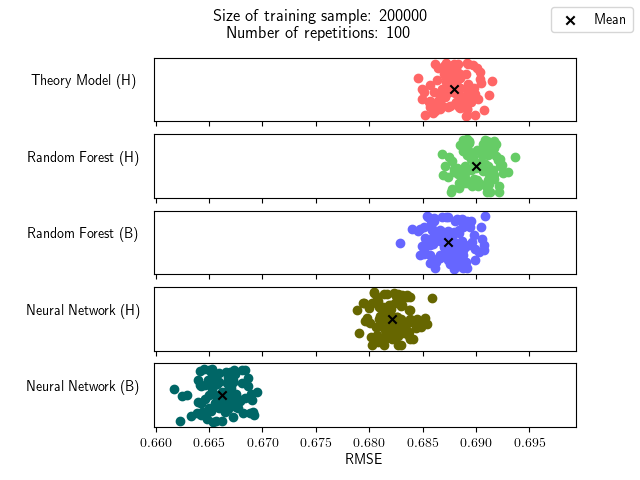 Size of training sample: 200000
Number of repetitions: 100
Mean
Theory Model (H)
Random Forest (H)
Random Forest (B)
Neural Network (H)
Neural Network (B)
0.660 0.665 0.670 0.675 0.680 0.685 0.690 0.695
RMSE